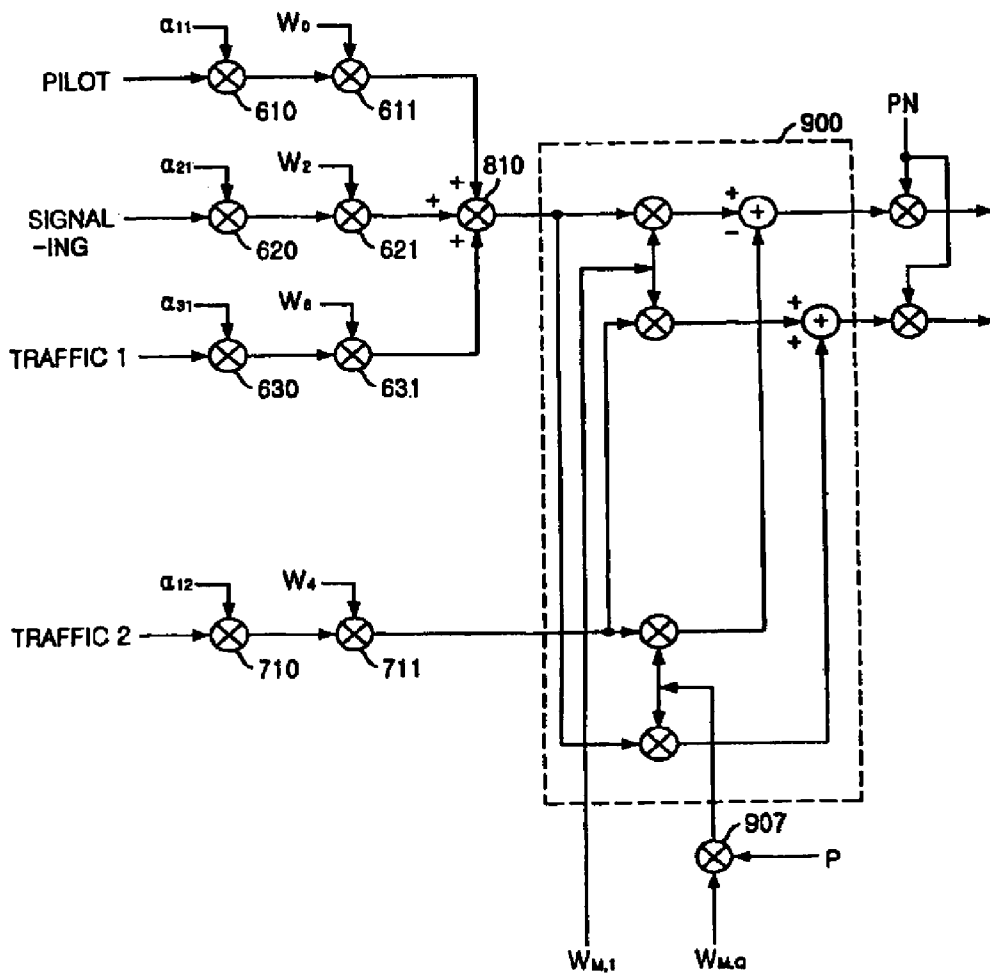 α11
W0
PILOT
610
611
PN
900
810
α21
W2
+
+
+
SIGNAL
-ING
620
621
+
-
+
α31
W6
+
+
+
TRAFFIC 1
630
631
α12
W4
TRAFFIC 2
710
711
907
P
WM,1
WM,Q